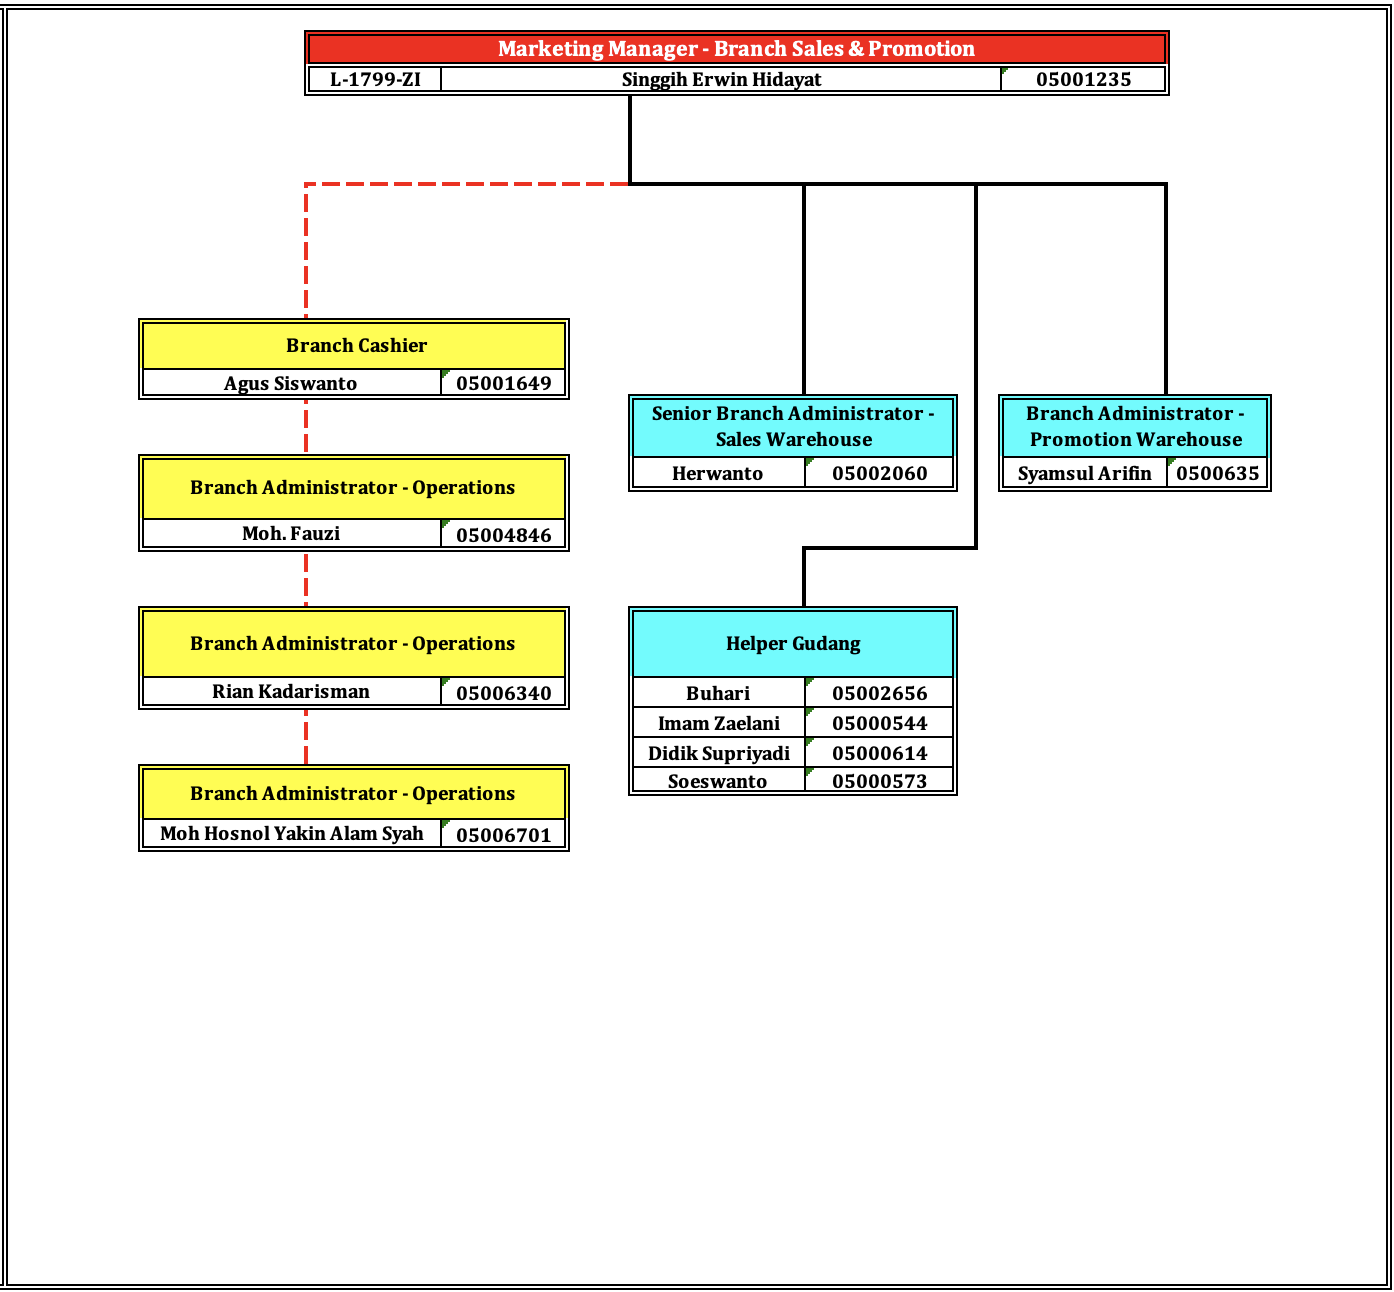 Marketing Manager - Branch Sales & Promotion
L-1799-ZI Singgih Erwin Hidayat 05001235
Branch Cashier
Agus Siswanto 05001649
Branch Administrator - Operations
Moh. Fauzi 05004846
Branch Administrator - Operations
Rian Kadarisman 05006340
Branch Administrator - Operations
Moh Hosnol Yakin Alam Syah 05006701
Senior Branch Administrator -
Sales Warehouse
Herwanto 05002060
Helper Gudang
Buhari 05002656
Imam Zaelani 05000544
Didik Supriyadi 05000614
Soeswanto 05000573
Branch Administrator -
Promotion Warehouse
Syamsul Arifin 0500635